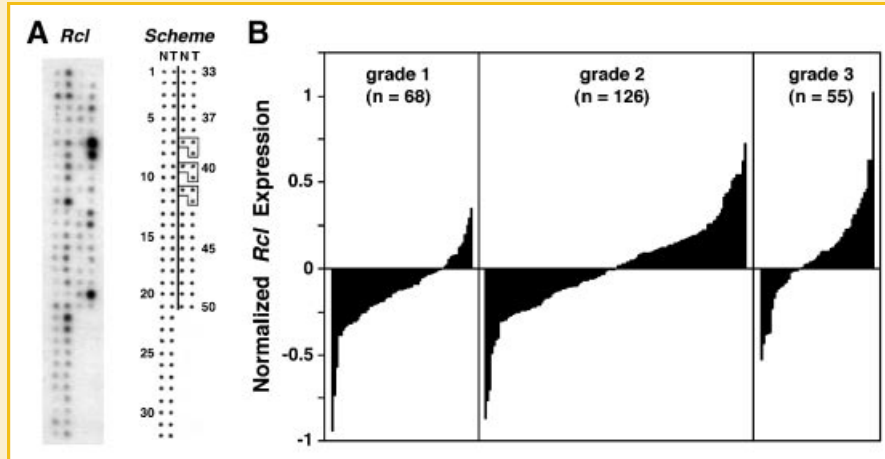 A Rcl Scheme B
N T N T
1 33
5 37
10 40
15 45
20 50
25
30
Normalized Rcl Expression
1
0.5
0
-0.5
-1
grade 1
(n = 68)
grade 2
(n = 126)
grade 3
(n = 55)